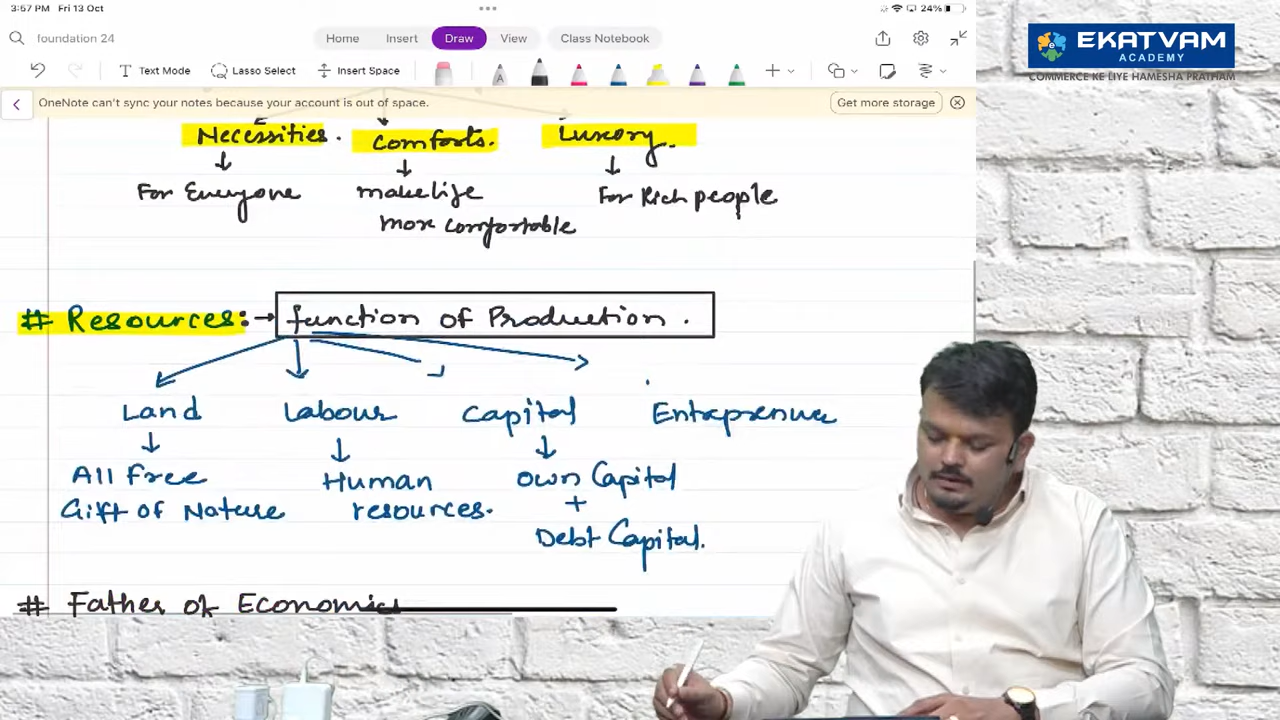 3:57 PM Fri 13 Oct
24%
foundation 24
Home Insert Draw View Class Notebook
Text Mode Lasso Select Insert Space
OneNote can't sync your notes because your account is out of space.
Get more storage
EKATVAM
ACADEMY
COMMERCE KE LIYE HAMESHA PRATHAM
Necessities. Comforts. Luxory.
For Everyone make life For Rich people
more comfortable
# Resources: function of Production.
Land Labour Capital Entreprenuer
All Free Human Own Capital
Gift of Nature resources. +
Debt Capital.
# Father of Economics